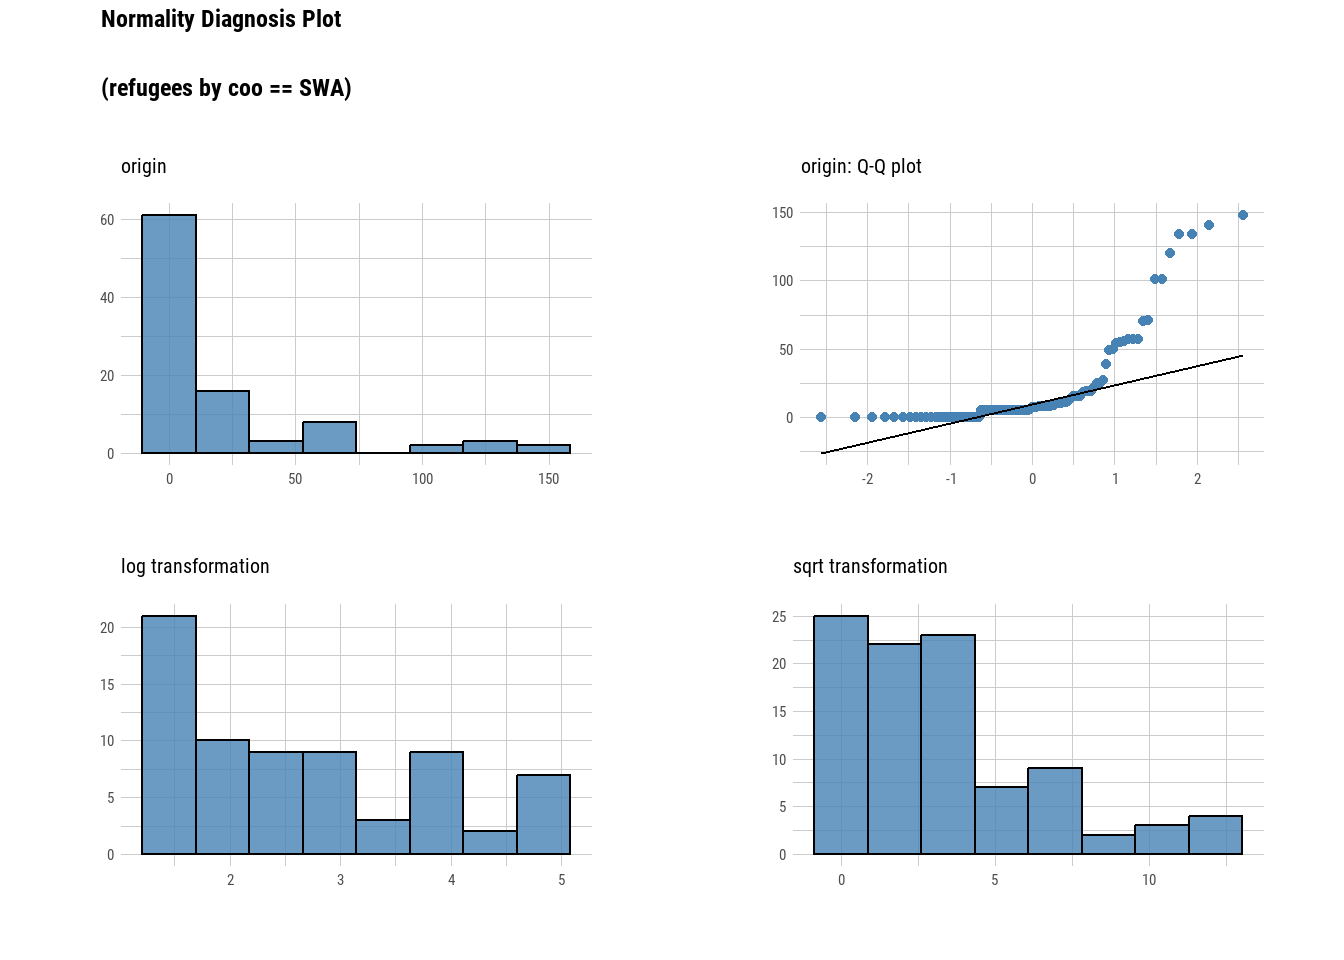 Normality Diagnosis Plot
(refugees by coo == SWA)
origin
60
40
20
0
0 50 100 150
origin: Q-Q plot
150
100
50
0
-2 -1 0 1 2
log transformation
20
15
10
5
0
2 3 4 5
sqrt transformation
25
20
15
10
5
0
0 5 10